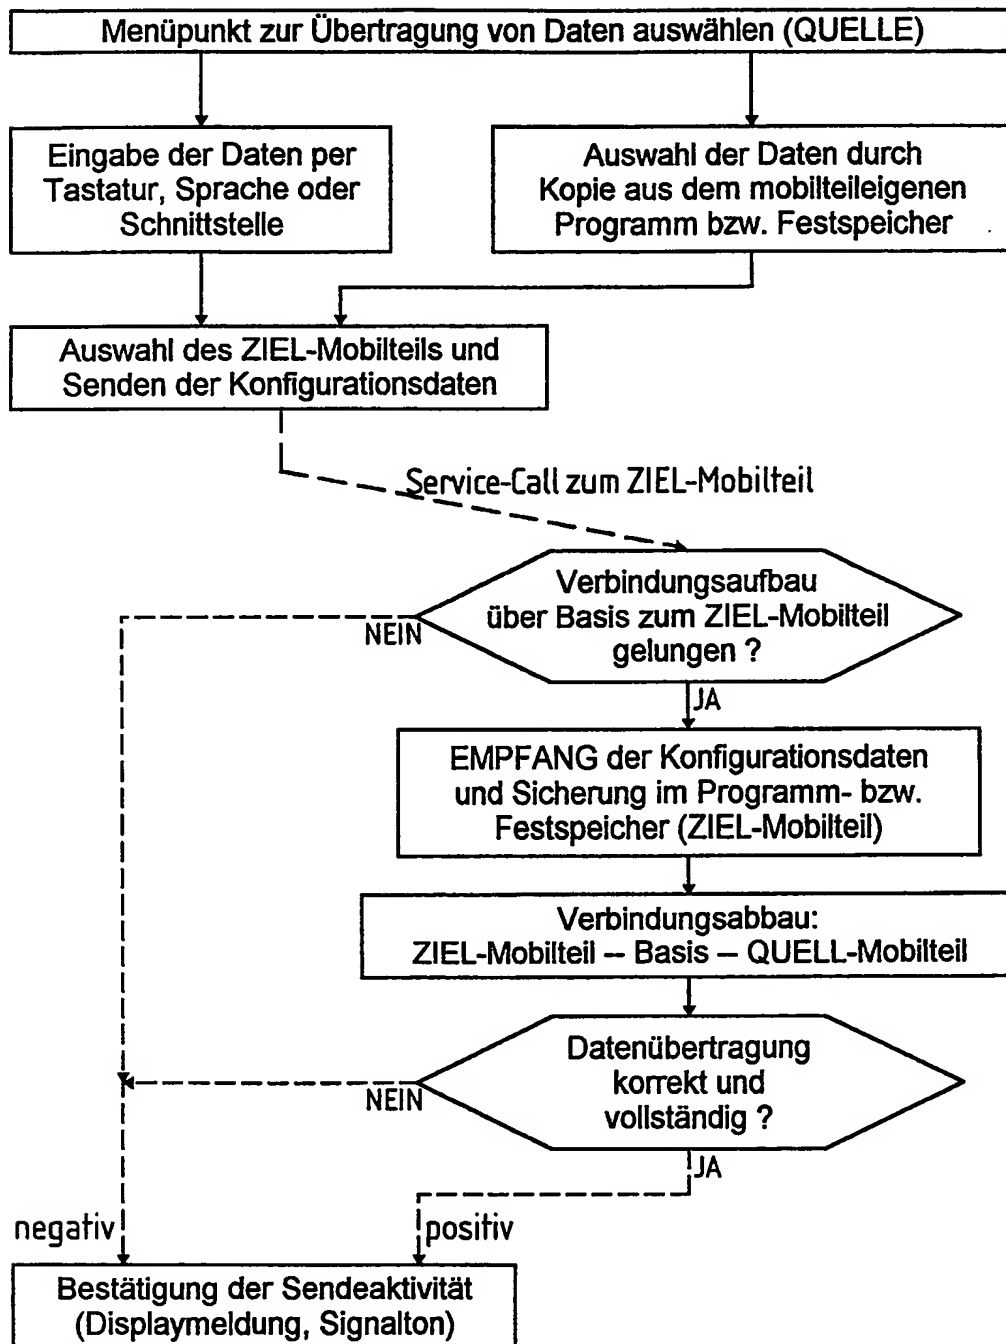 Menüpunkt zur Übertragung von Daten auswählen (QUELLE)
Eingabe der Daten per
Tastatur, Sprache oder
Schnittstelle
Auswahl der Daten durch
Kopie aus dem mobilteileigenen
Programm bzw. Festspeicher
Auswahl des ZIEL-Mobilteils und
Senden der Konfigurationsdaten
Service-Call zum ZIEL-Mobilteil
Verbindungsaufbau
über Basis zum ZIEL-Mobilteil
gelungen ?
NEIN
JA
EMPFANG der Konfigurationsdaten
und Sicherung im Programm- bzw.
Festspeicher (ZIEL-Mobilteil)
Verbindungsabbau:
ZIEL-Mobilteil – Basis – QUELL-Mobilteil
Datenübertragung
korrekt und
vollständig ?
NEIN
JA
negativ
positiv
Bestätigung der Sendeaktivität
(Displaymeldung, Signalton)